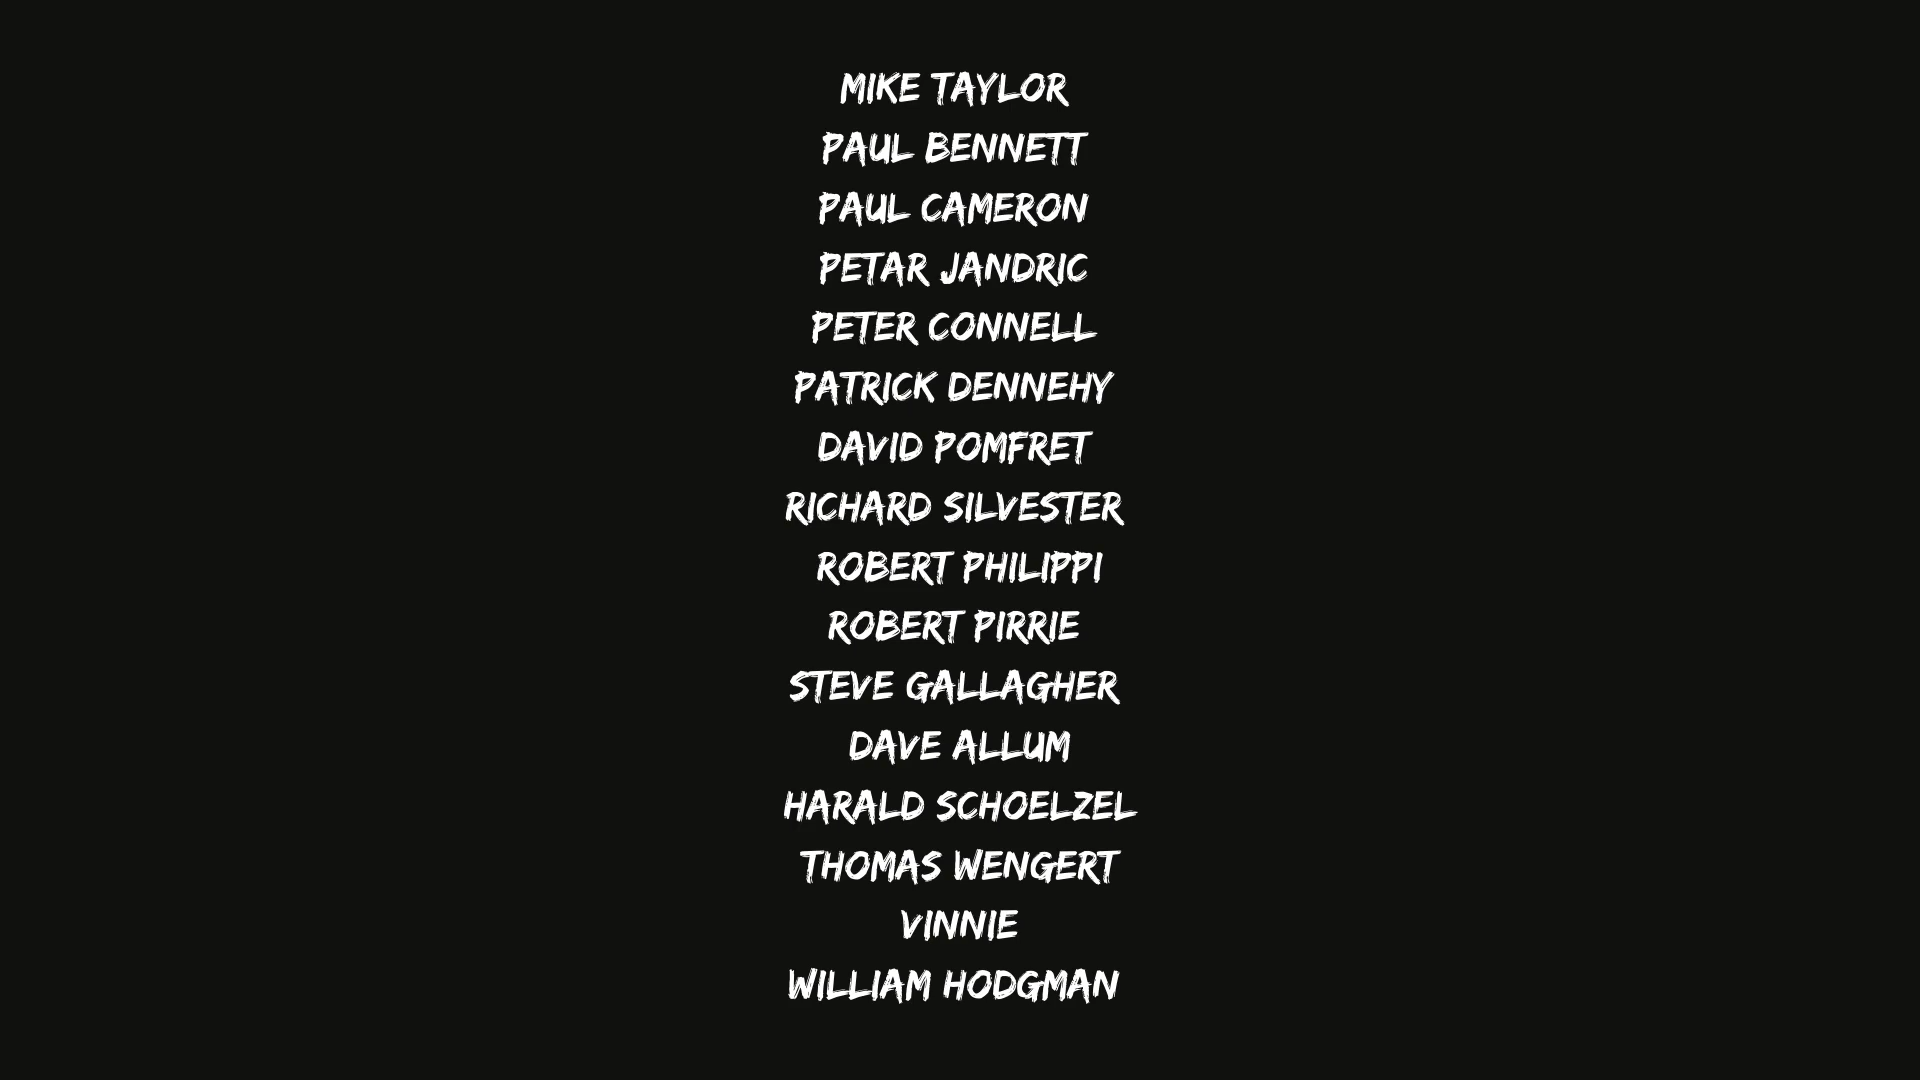 MIKE TAYLOR
PAUL BENNETT
PAUL CAMERON
PETAR JANDRIC
PETER CONNELL
PATRICK DENNEHY
DAVID POMFRET
RICHARD SILVESTER
ROBERT PHILIPPI
ROBERT PIRRIE
STEVE GALLAGHER
DAVE ALLUM
HARALD SCHOELZEL
THOMAS WENGERT
VINNIE
WILLIAM HODGMAN